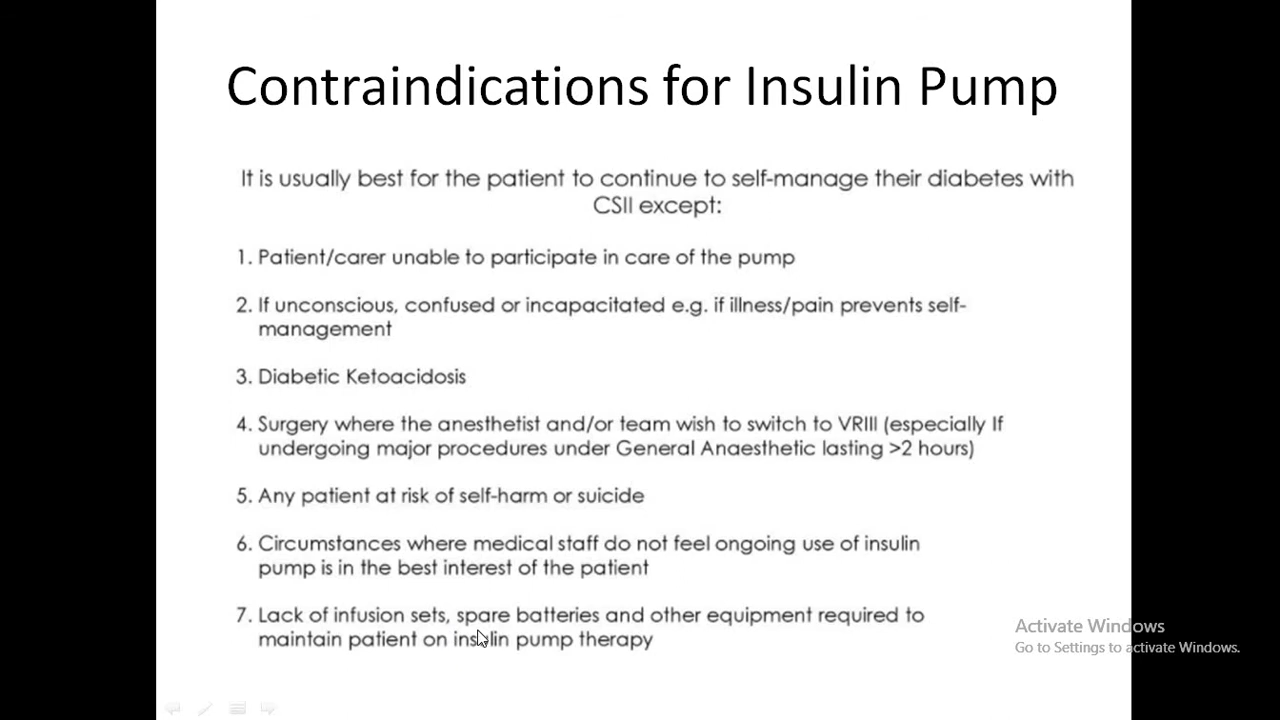 Contraindications for Insulin Pump
It is usually best for the patient to continue to self-manage their diabetes with
CSII except:
1. Patient/carer unable to participate in care of the pump
2. If unconscious, confused or incapacitated e.g. if illness/pain prevents self-
management
3. Diabetic Ketoacidosis
4. Surgery where the anesthetist and/or team wish to switch to VRIII (especially If
undergoing major procedures under General Anaesthetic lasting >2 hours)
5. Any patient at risk of self-harm or suicide
6. Circumstances where medical staff do not feel ongoing use of insulin
pump is in the best interest of the patient
7. Lack of infusion sets, spare batteries and other equipment required to
maintain patient on insulin pump therapy
Activate Windows
Go to Settings to activate Windows.